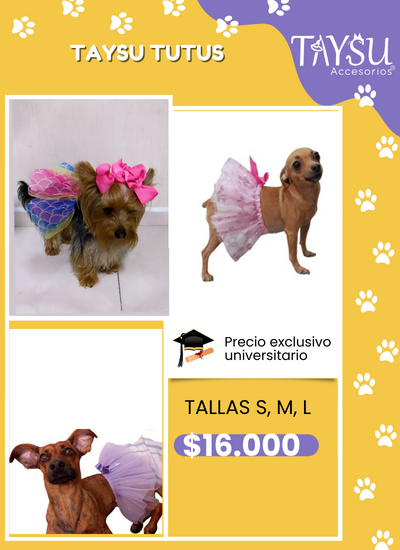 TAYSU TUTUS
TAYSU
Accesorios
Precio exclusivo
universitario
TALLAS S, M, L
$16.000